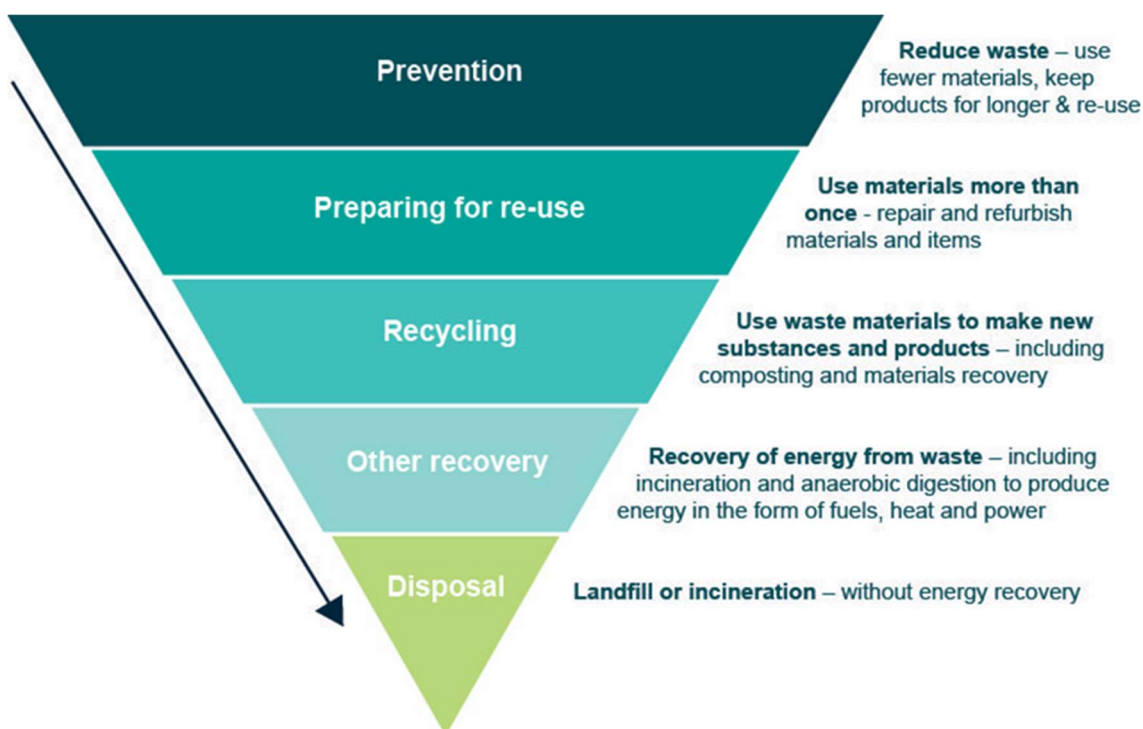 Prevention
Reduce waste – use
fewer materials, keep
products for longer & re-use
Preparing for re-use
Use materials more than
once - repair and refurbish
materials and items
Recycling
Use waste materials to make new
substances and products – including
composting and materials recovery
Other recovery
Recovery of energy from waste – including
incineration and anaerobic digestion to produce
energy in the form of fuels, heat and power
Disposal
Landfill or incineration – without energy recovery